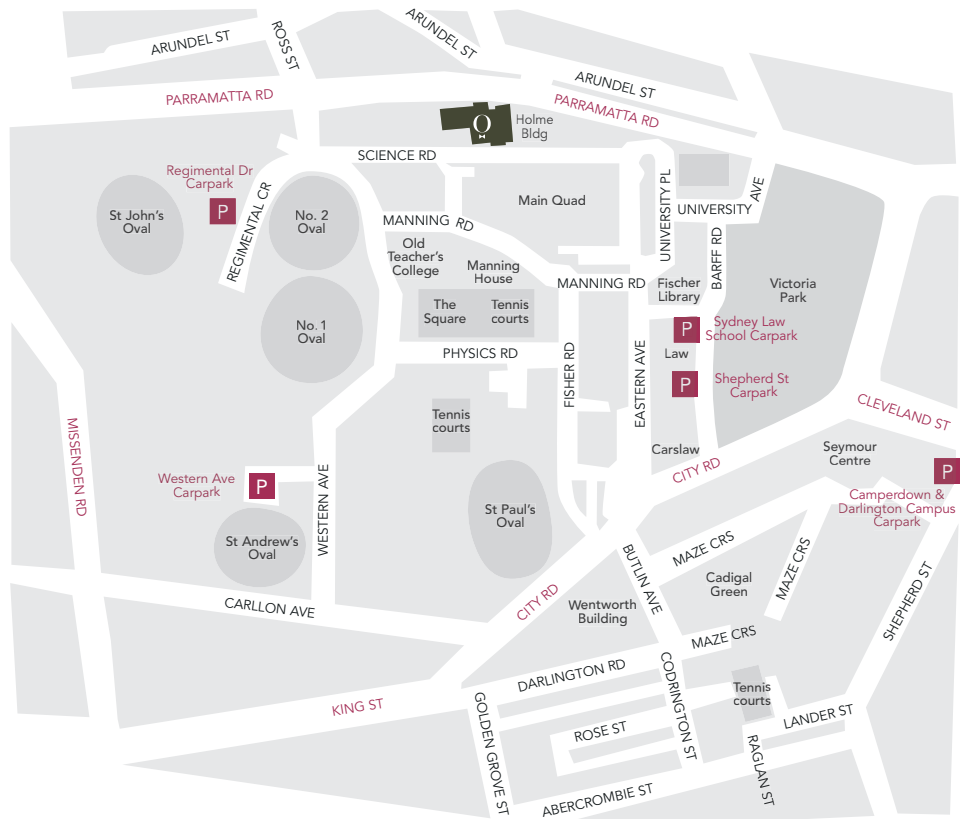 ARUNDEL ST
ROSS ST
ARUNDEL ST
ARUNDEL ST
PARRAMATTA RD
PARRAMATTA RD
Holme
Bldg
SCIENCE RD
Regimental Dr
Carpark
P
St John's
Oval
REGIMENTAL CR
No. 2
Oval
MANNING RD
Main Quad
UNIVERSITY PL
UNIVERSITY
AVE
BARFF RD
Old
Teacher's
College
Manning
House
MANNING RD
Fischer
Library
Victoria
Park
The
Square
Tennis
courts
No. 1
Oval
P
Sydney Law
School Carpark
PHYSICS RD
FISHER RD
EASTERN AVE
Law
P
Shepherd St
Carpark
Tennis
courts
CLEVELAND ST
MISSENDEN RD
Carslaw
CITY RD
Seymour
Centre
P
Camperdown &
Darlington Campus
Carpark
Western Ave
Carpark
P
WESTERN AVE
St Paul's
Oval
St Andrew's
Oval
BUTLIN AVE
MAZE CRS
MAZE CRS
Cadigal
Green
SHEPHERD ST
CITY RD
CARLLON AVE
Wentworth
Building
MAZE CRS
DARLINGTON RD
CODRINGTON ST
Tennis
courts
KING ST
GOLDEN GROVE ST
ROSE ST
LANDER ST
RAGLAN ST
ABERCROMBIE ST